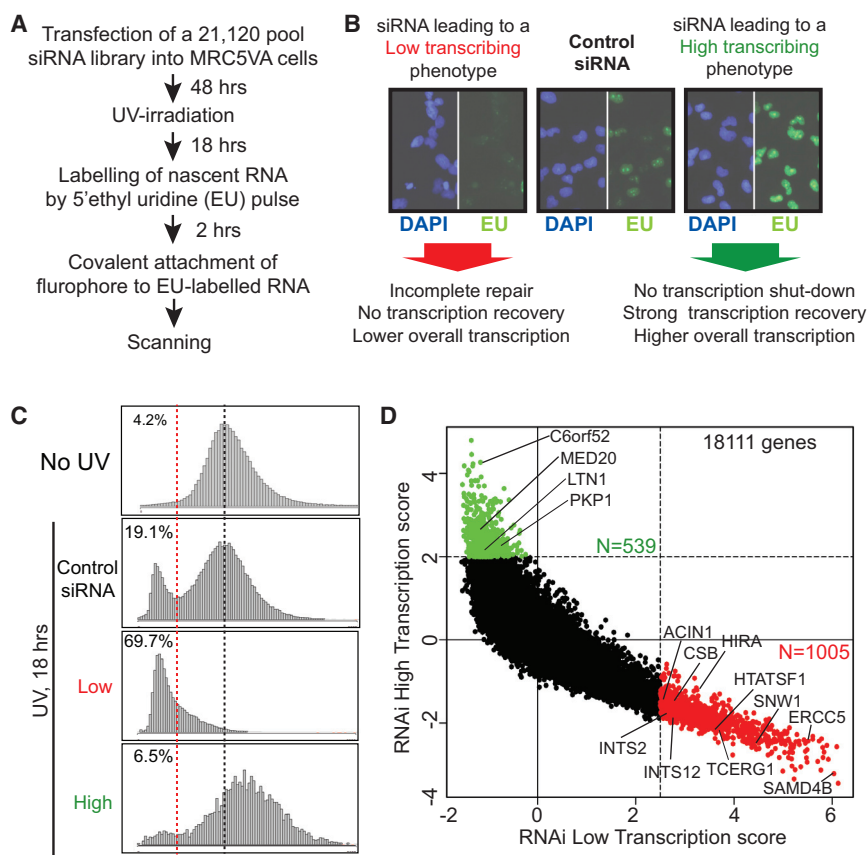 A
Transfection of a 21,120 pool
siRNA library into MRC5VA cells
48 hrs
UV-irradiation
18 hrs
Labelling of nascent RNA
by 5'ethyl uridine (EU) pulse
2 hrs
Covalent attachment of
flurophore to EU-labelled RNA
Scanning
B
siRNA leading to a
Low transcribing
phenotype
Control
siRNA
siRNA leading to a
High transcribing
phenotype
DAPI EU
DAPI EU
DAPI EU
Incomplete repair
No transcription recovery
Lower overall transcription
No transcription shut-down
Strong transcription recovery
Higher overall transcription
C
No UV
4.2%
UV, 18 hrs
Control
siRNA
19.1%
Low
69.7%
High
6.5%
D
18111 genes
C6orf52
MED20
LTN1
PKP1
N=539
ACIN1
CSB
HIRA
N=1005
HTATSF1
SNW1
ERCC5
INTS2
INTS12
TCERG1
SAMD4B
RNAi High Transcription score
4
2
0
-2
-4
-2 0 2 4 6
RNAi Low Transcription score